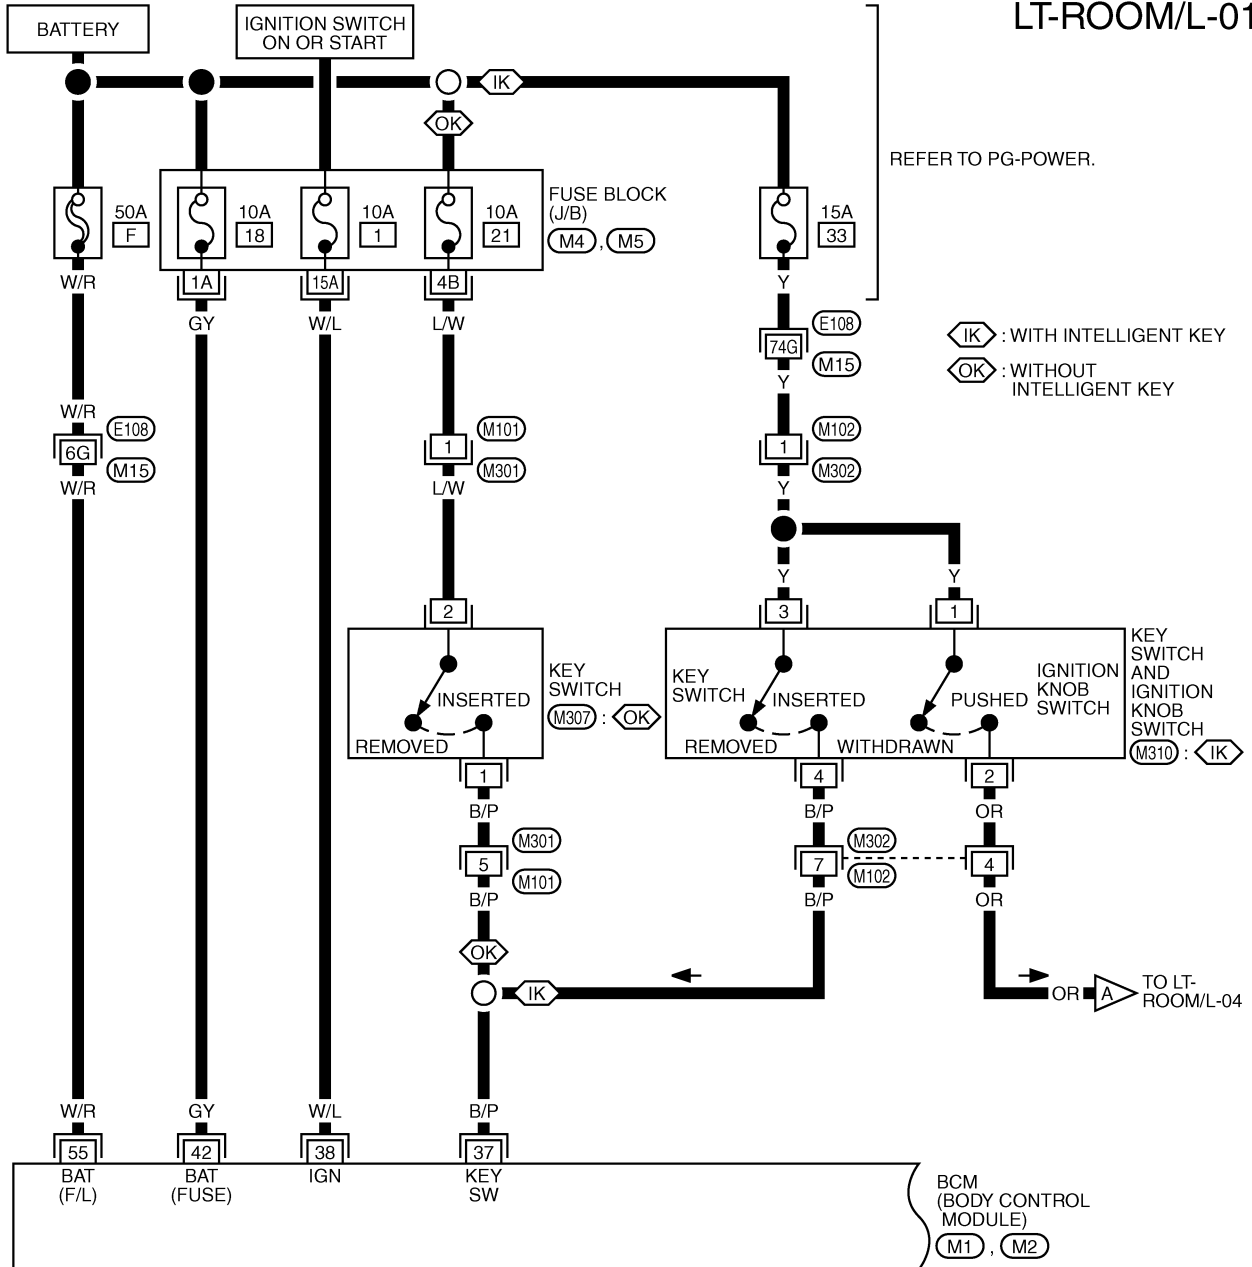 LT-ROOM/L-01
BATTERY
IGNITION SWITCH
ON OR START
IK
OK
REFER TO PG-POWER.
50A
F
10A
18
10A
1
10A
21
FUSE BLOCK
(J/B)
M4 , M5
15A
33
W/R
1A
15A
4B
Y
GY
W/L
L/W
74G
E108
M15
IK : WITH INTELLIGENT KEY
OK : WITHOUT
INTELLIGENT KEY
Y
W/R
6G
E108
M15
W/R
1
M101
M301
L/W
1
M102
M302
Y
Y
Y
2
3
1
INSERTED
REMOVED
KEY
SWITCH
M307 : OK
KEY
SWITCH
INSERTED
REMOVED
PUSHED
WITHDRAWN
IGNITION
KNOB
SWITCH
KEY
SWITCH
AND
IGNITION
KNOB
SWITCH
M310 : IK
1
4
2
B/P
B/P
OR
5
M301
M101
7
M302
M102
4
B/P
B/P
OR
OK
IK
OR
A
TO LT-
ROOM/L-04
W/R
GY
W/L
B/P
55
42
38
37
BAT
(F/L)
BAT
(FUSE)
IGN
KEY
SW
BCM
(BODY CONTROL
MODULE)
M1 , M2